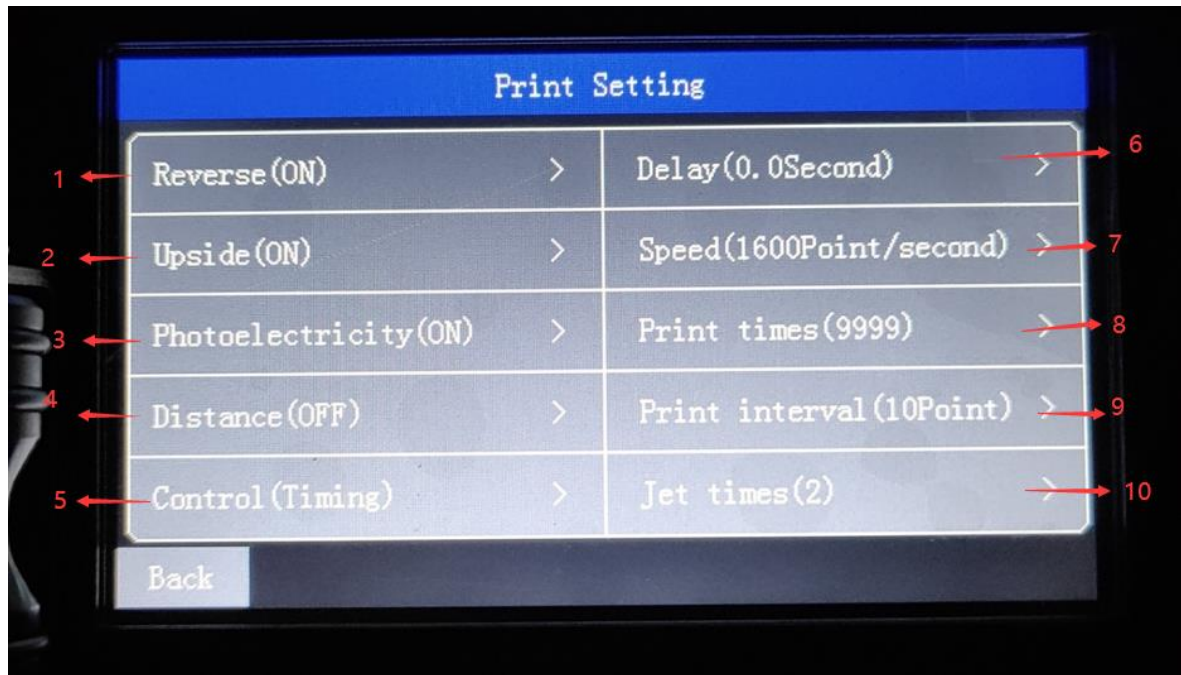 Print Setting
1 Reverse(ON) > Delay(0.0Second) > 6
2 Upside(ON) > Speed(1600Point/second) > 7
3 Photoelectricity(ON) > Print times(9999) > 8
4 Distance(OFF) > Print interval(10Point) > 9
5 Control(Timing) > Jet times(2) > 10
Back